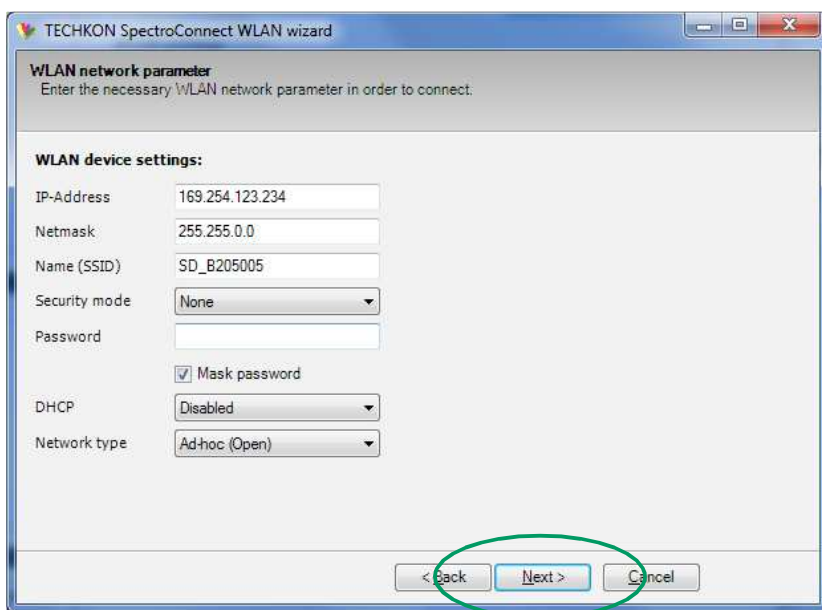 TECHKON SpectroConnect WLAN wizard
WLAN network parameter
Enter the necessary WLAN network parameter in order to connect.
WLAN device settings:
IP-Address 169.254.123.234
Netmask 255.255.0.0
Name (SSID) SD_B205005
Security mode None
Password
Mask password
DHCP Disabled
Network type Ad-hoc (Open)
< Back Next > Cancel